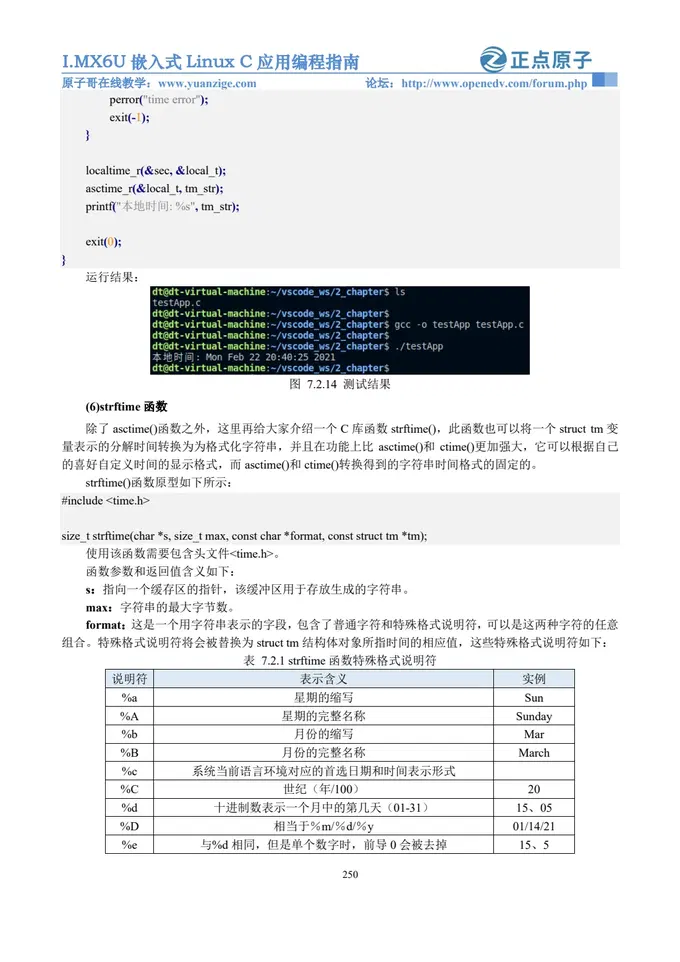 I.MX6U 嵌入式 Linux C 应用编程指南
正点原子
原子哥在线教学：www.yuanzige.com 论坛：http://www.openedv.com/forum.php
perror("time error");
exit(-1);
}
localtime_r(&sec, &local_t);
asctime_r(&local_t, tm_str);
printf("本地时间: %s", tm_str);
exit(0);
}
运行结果：
dt@dt-virtual-machine:~/vscode_ws/2_chapter$ ls
testApp.c
dt@dt-virtual-machine:~/vscode_ws/2_chapter$
dt@dt-virtual-machine:~/vscode_ws/2_chapter$ gcc -o testApp testApp.c
dt@dt-virtual-machine:~/vscode_ws/2_chapter$
dt@dt-virtual-machine:~/vscode_ws/2_chapter$ ./testApp
本地时间: Mon Feb 22 20:40:25 2021
dt@dt-virtual-machine:~/vscode_ws/2_chapter$
图 7.2.14 测试结果
(6)strftime 函数
除了 asctime()函数之外，这里再给大家介绍一个 C 库函数 strftime()，此函数也可以将一个 struct tm 变
量表示的分解时间转换为为格式化字符串，并且在功能上比 asctime()和 ctime()更加强大，它可以根据自己
的喜好自定义时间的显示格式，而 asctime()和 ctime()转换得到的字符串时间格式的固定的。
strftime()函数原型如下所示：
#include <time.h>
size_t strftime(char *s, size_t max, const char *format, const struct tm *tm);
使用该函数需要包含头文件<time.h>。
函数参数和返回值含义如下：
s：指向一个缓存区的指针，该缓冲区用于存放生成的字符串。
max：字符串的最大字节数。
format：这是一个用字符串表示的字段，包含了普通字符和特殊格式说明符，可以是这两种字符的任意
组合。特殊格式说明符将会被替换为 struct tm 结构体对象所指时间的相应值，这些特殊格式说明符如下：
表 7.2.1 strftime 函数特殊格式说明符
说明符 表示含义 实例
%a 星期的缩写 Sun
%A 星期的完整名称 Sunday
%b 月份的缩写 Mar
%B 月份的完整名称 March
%c 系统当前语言环境对应的首选日期和时间表示形式
%C 世纪（年/100） 20
%d 十进制数表示一个月中的第几天（01-31） 15、05
%D 相当于%m/%d/%y 01/14/21
%e 与%d 相同，但是单个数字时，前导 0 会被去掉 15、5
250